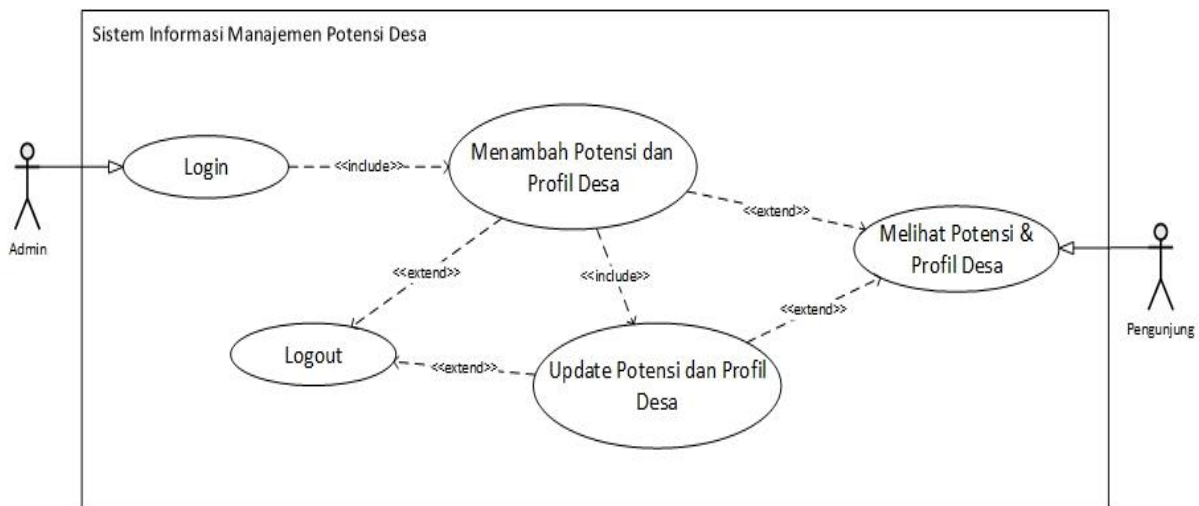 Sistem Informasi Manajemen Potensi Desa
Admin
Login
<<include>>
Menambah Potensi dan
Profil Desa
<<extend>>
Melihat Potensi &
Profil Desa
Pengunjung
<<extend>>
<<include>>
<<extend>>
Logout
<<extend>>
Update Potensi dan Profil
Desa